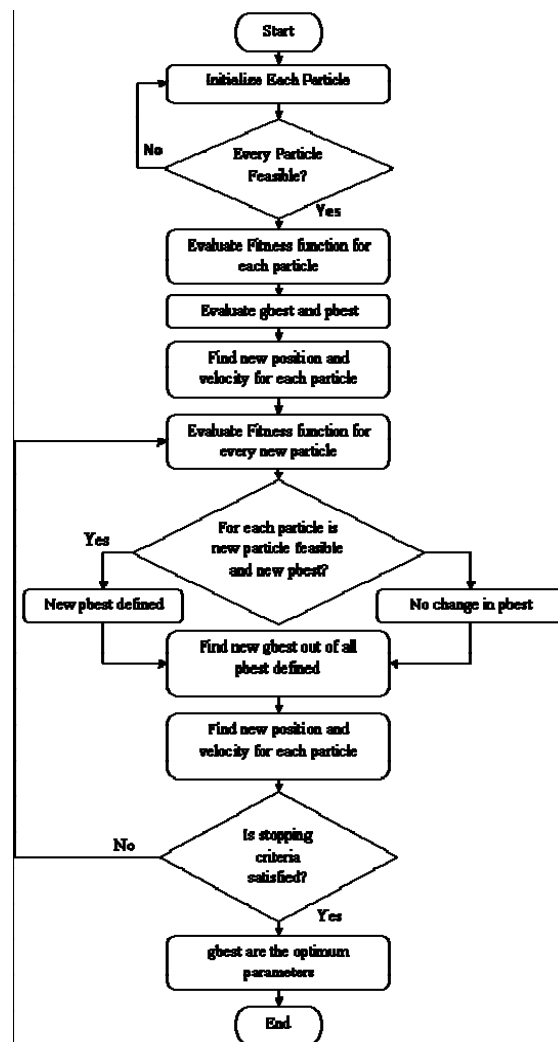 Start
Initialize Each Particle
No
Every Particle
Feasible?
Yes
Evaluate Fitness function for
each particle
Evaluate gbest and pbest
Find new position and
velocity for each particle
Evaluate Fitness function for
every new particle
Yes
For each particle is
new particle feasible
and new pbest?
New pbest defined
No change in pbest
Find new gbest out of all
pbest defined
Find new position and
velocity for each particle
No
Is stopping
criteria
satisfied?
Yes
gbest are the optimum
parameters
End